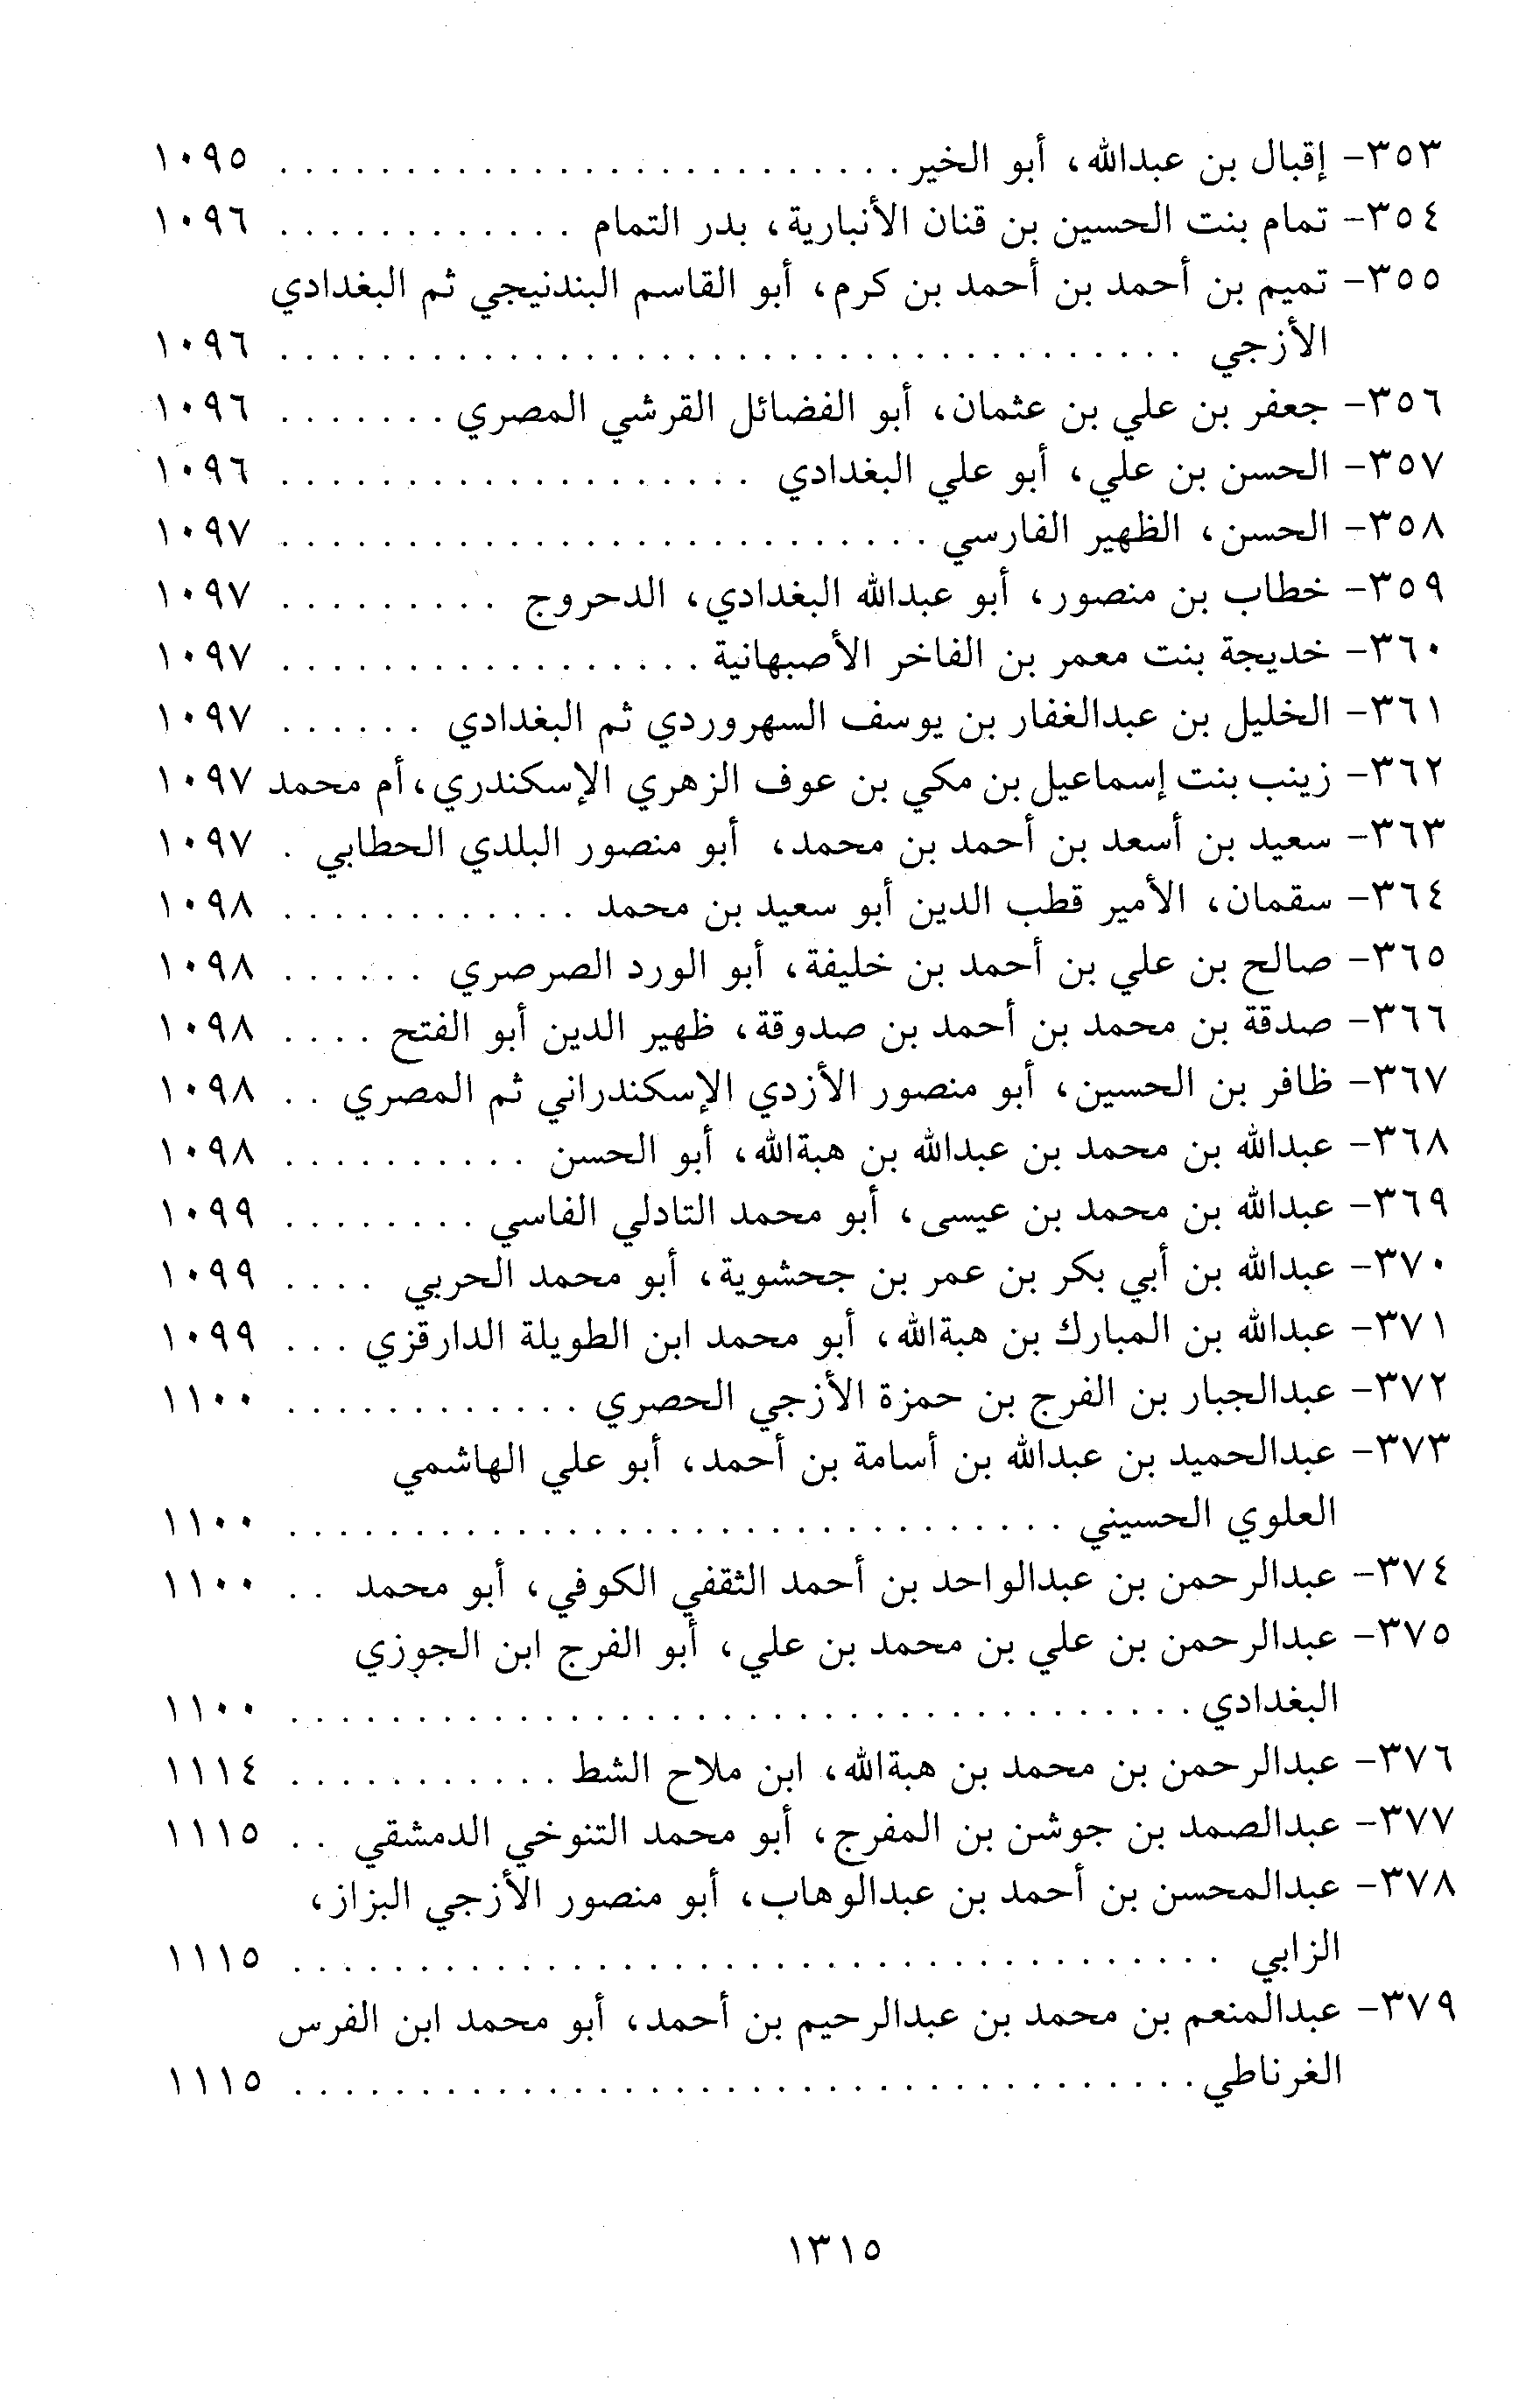 ٣٥٣- إقبال بن عبدالله، أبو الخير . . . . . . . . . . . . . . . . . . . . . . . . . ١٠٩٥
٣٥٤- تمام بنت الحسين بن قنان الأنبارية، بدر التمام . . . . . . . . . . . . ١٠٩٦
٣٥٥- تميم بن أحمد بن أحمد بن كرم، أبو القاسم البندنيجي ثم البغدادي
الأزجي . . . . . . . . . . . . . . . . . . . . . . . . . . . . . . . . . . . . ١٠٩٦
٣٥٦- جعفر بن علي بن عثمان، أبو الفضائل القرشي المصري . . . . . . . ١٠٩٦
٣٥٧- الحسن بن علي، أبو علي البغدادي . . . . . . . . . . . . . . . . . . . ١٠٩٦
٣٥٨- الحسن، الظهير الفارسي . . . . . . . . . . . . . . . . . . . . . . . . . . ١٠٩٧
٣٥٩- خطاب بن منصور، أبو عبدالله البغدادي، الدحروج . . . . . . . . . ١٠٩٧
٣٦٠- خديجة بنت معمر بن الفاخر الأصبهانية . . . . . . . . . . . . . . . . . ١٠٩٧
٣٦١- الخليل بن عبدالغفار بن يوسف السهروردي ثم البغدادي . . . . . . ١٠٩٧
٣٦٢- زينب بنت إسماعيل بن مكي بن عوف الزهري الإسكندري، أم محمد ١٠٩٧
٣٦٣- سعيد بن أسعد بن أحمد بن محمد، أبو منصور البلدي الحطابي . ١٠٩٧
٣٦٤- سقمان، الأمير قطب الدين أبو سعيد بن محمد . . . . . . . . . . . . ١٠٩٨
٣٦٥- صالح بن علي بن أحمد بن خليفة، أبو الورد الصرصري . . . . . . ١٠٩٨
٣٦٦- صدقة بن محمد بن أحمد بن صدوقة، ظهير الدين أبو الفتح . . . . ١٠٩٨
٣٦٧- ظافر بن الحسين، أبو منصور الأزدي الإسكندراني ثم المصري . . ١٠٩٨
٣٦٨- عبدالله بن محمد بن عبدالله بن هبةالله، أبو الحسن . . . . . . . . . . ١٠٩٨
٣٦٩- عبدالله بن محمد بن عيسى، أبو محمد التادلي الفاسي . . . . . . . . ١٠٩٩
٣٧٠- عبدالله بن أبي بكر بن عمر بن جحشوية، أبو محمد الحربي . . . . ١٠٩٩
٣٧١- عبدالله بن المبارك بن هبةالله، أبو محمد ابن الطويلة الدارقزي . . . ١٠٩٩
٣٧٢- عبدالجبار بن الفرج بن حمزة الأزجي الحصري . . . . . . . . . . . . ١١٠٠
٣٧٣- عبدالحميد بن عبدالله بن أسامة بن أحمد، أبو علي الهاشمي
العلوي الحسيني . . . . . . . . . . . . . . . . . . . . . . . . . . . . . . . ١١٠٠
٣٧٤- عبدالرحمن بن عبدالواحد بن أحمد الثقفي الكوفي، أبو محمد . . ١١٠٠
٣٧٥- عبدالرحمن بن علي بن محمد بن علي، أبو الفرج ابن الجوزي
البغدادي . . . . . . . . . . . . . . . . . . . . . . . . . . . . . . . . . . . . ١١٠٠
٣٧٦- عبدالرحمن بن محمد بن هبةالله، ابن ملاح الشط . . . . . . . . . . . ١١١٤
٣٧٧- عبدالصمد بن جوشن بن المفرج، أبو محمد التنوخي الدمشقي . . ١١١٥
٣٧٨- عبدالمحسن بن أحمد بن عبدالوهاب، أبو منصور الأزجي البزاز،
الزابي . . . . . . . . . . . . . . . . . . . . . . . . . . . . . . . . . . . . . ١١١٥
٣٧٩- عبدالمنعم بن محمد بن عبدالرحيم بن أحمد، أبو محمد ابن الفرس
الغرناطي . . . . . . . . . . . . . . . . . . . . . . . . . . . . . . . . . . . . ١١١٥
١٣١٥